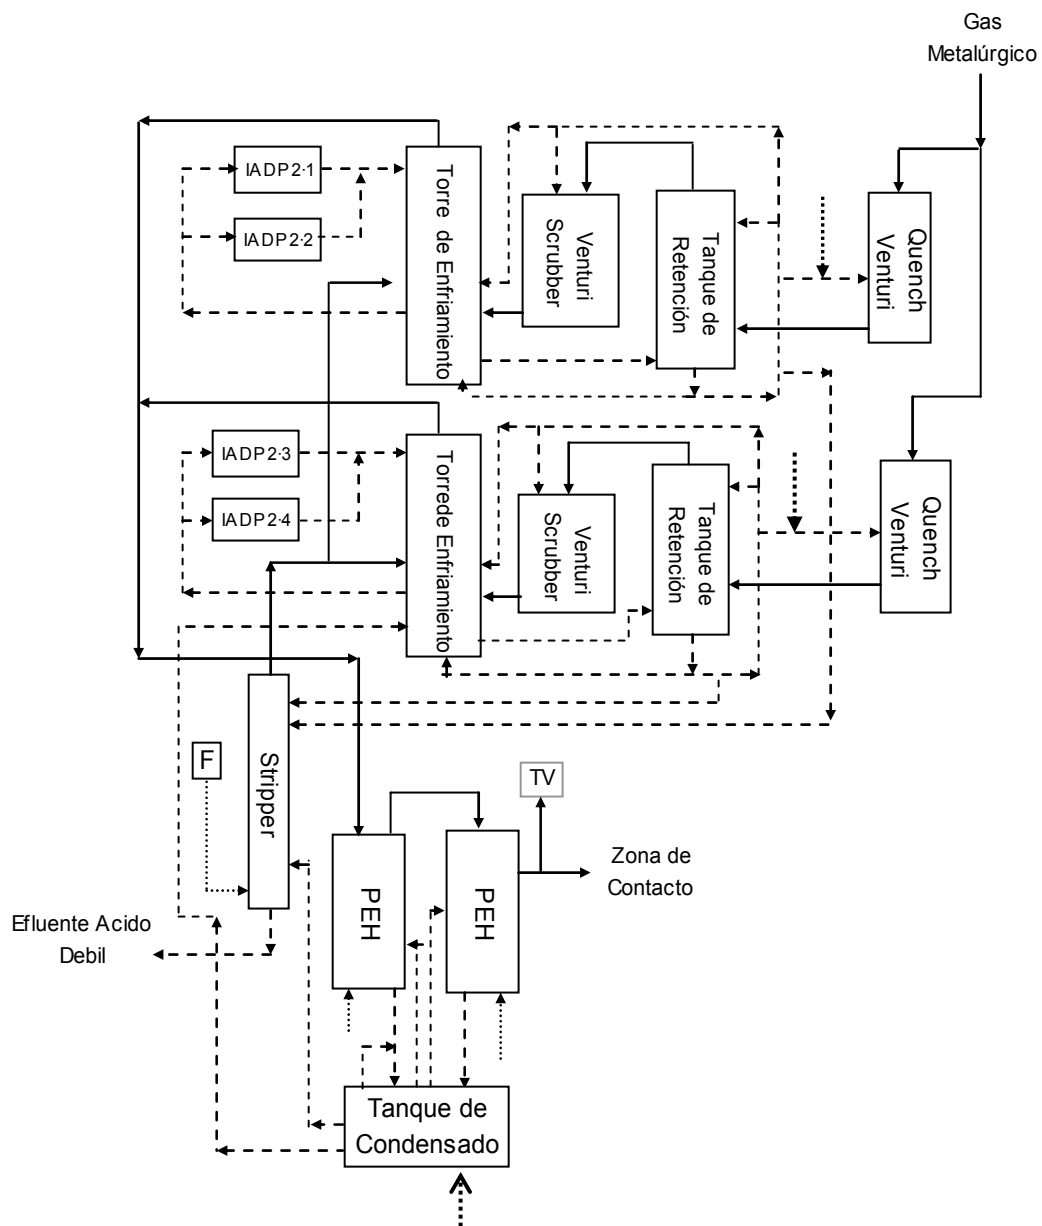 Gas
Metalúrgico
IADP2·1
IADP2·2
Torre de Enfriamiento
Venturi
Scrubber
Tanque de
Retención
Quench
Venturi
IADP2·3
IADP2·4
Torrede Enfriamiento
Venturi
Scrubber
Tanque de
Retención
Quench
Venturi
F
Stripper
TV
PEH
PEH
Zona de
Contacto
Efluente Acido
Debil
Tanque de
Condensado